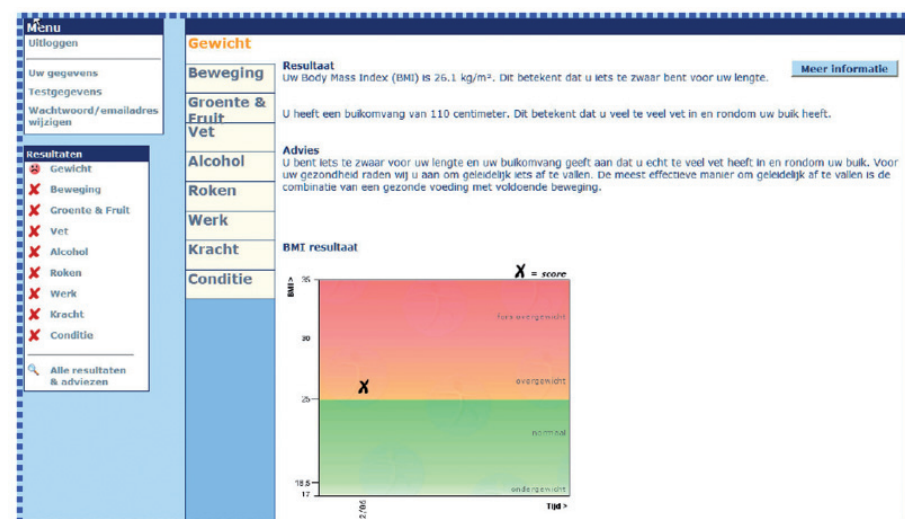 Menu
Uitloggen
Uw gegevens
Testgegevens
Wachtwoord/emailadres
wijzigen
Resultaten
Gewicht
Beweging
Groente & Fruit
Vet
Alcohol
Roken
Werk
Kracht
Conditie
Alle resultaten
& adviezen
Gewicht
Beweging
Groente &
Fruit
Vet
Alcohol
Roken
Werk
Kracht
Conditie
Meer informatie
Resultaat
Uw Body Mass Index (BMI) is 26.1 kg/m². Dit betekent dat u iets te zwaar bent voor uw lengte.
U heeft een buikomvang van 110 centimeter. Dit betekent dat u veel te veel vet in en rondom uw buik heeft.
Advies
U bent iets te zwaar voor uw lengte en uw buikomvang geeft aan dat u echt te veel vet heeft in en rondom uw buik. Voor
uw gezondheid raden wij u aan om geleidelijk iets af te vallen. De meest effectieve manier om geleidelijk af te vallen is de
combinatie van een gezonde voeding met voldoende beweging.
BMI resultaat
X = score
BMI >
35
fors overgewicht
30
overgewicht
X
25
normaal
18,5
ondergewicht
17
2/06
Tijd >